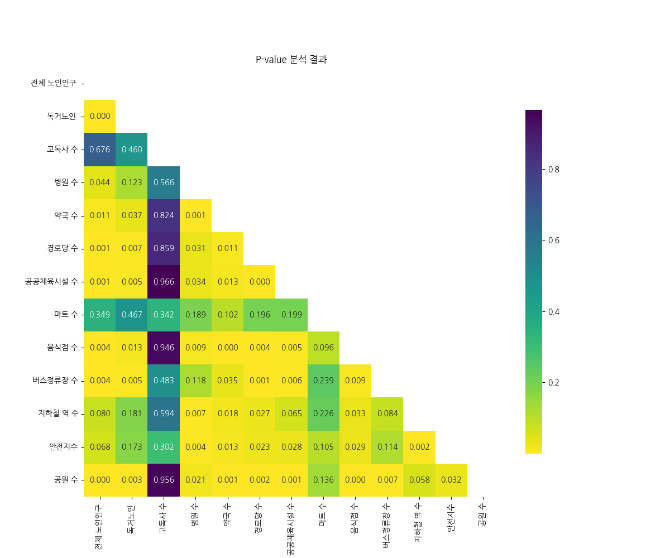 P-value 분석 결과
전체 노인인구
독거노인 0.000
고독사 수 0.676 0.460
병원 수 0.044 0.123 0.566
약국 수 0.011 0.037 0.824 0.001
경로당 수 0.001 0.007 0.859 0.031 0.011
공공체육시설 수 0.001 0.005 0.966 0.034 0.013 0.000
마트 수 0.349 0.467 0.342 0.189 0.102 0.196 0.199
음식점 수 0.004 0.013 0.946 0.009 0.000 0.004 0.005 0.096
버스정류장 수 0.004 0.005 0.483 0.118 0.035 0.001 0.006 0.239 0.009
지하철 역 수 0.080 0.181 0.594 0.007 0.018 0.027 0.065 0.226 0.033 0.084
안전지수 0.068 0.173 0.302 0.004 0.013 0.023 0.028 0.105 0.029 0.114 0.002
공원 수 0.000 0.003 0.956 0.021 0.001 0.002 0.001 0.136 0.000 0.007 0.058 0.032
전체 노인인구
독거노인
고독사 수
병원 수
약국 수
경로당 수
공공체육시설 수
마트 수
음식점 수
버스정류장 수
지하철 역 수
안전지수
공원 수
0.8
0.6
0.4
0.2